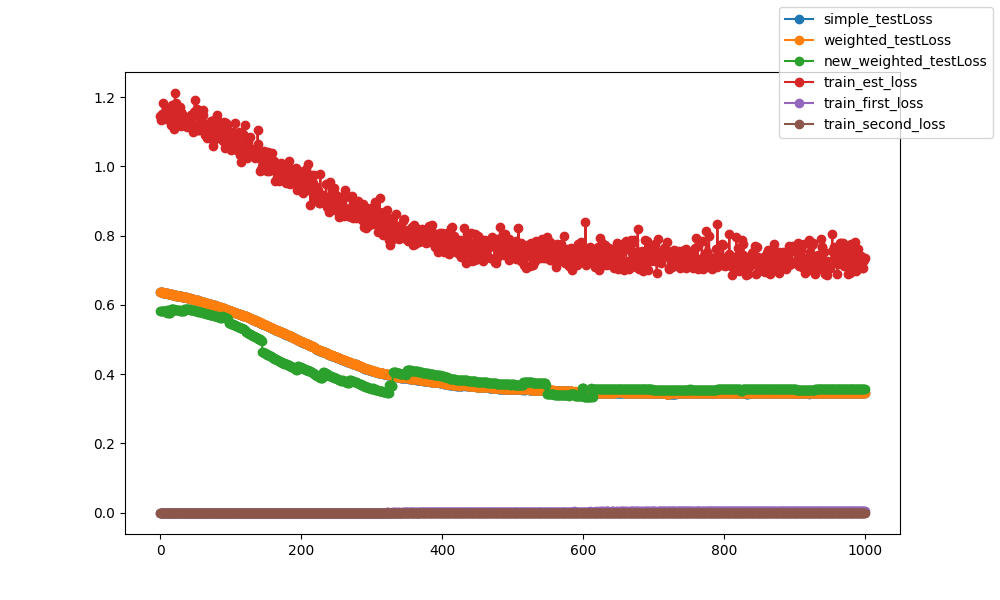 simple_testLoss
weighted_testLoss
new_weighted_testLoss
train_est_loss
train_first_loss
train_second_loss
1.2
1.0
0.8
0.6
0.4
0.2
0.0
0 200 400 600 800 1000